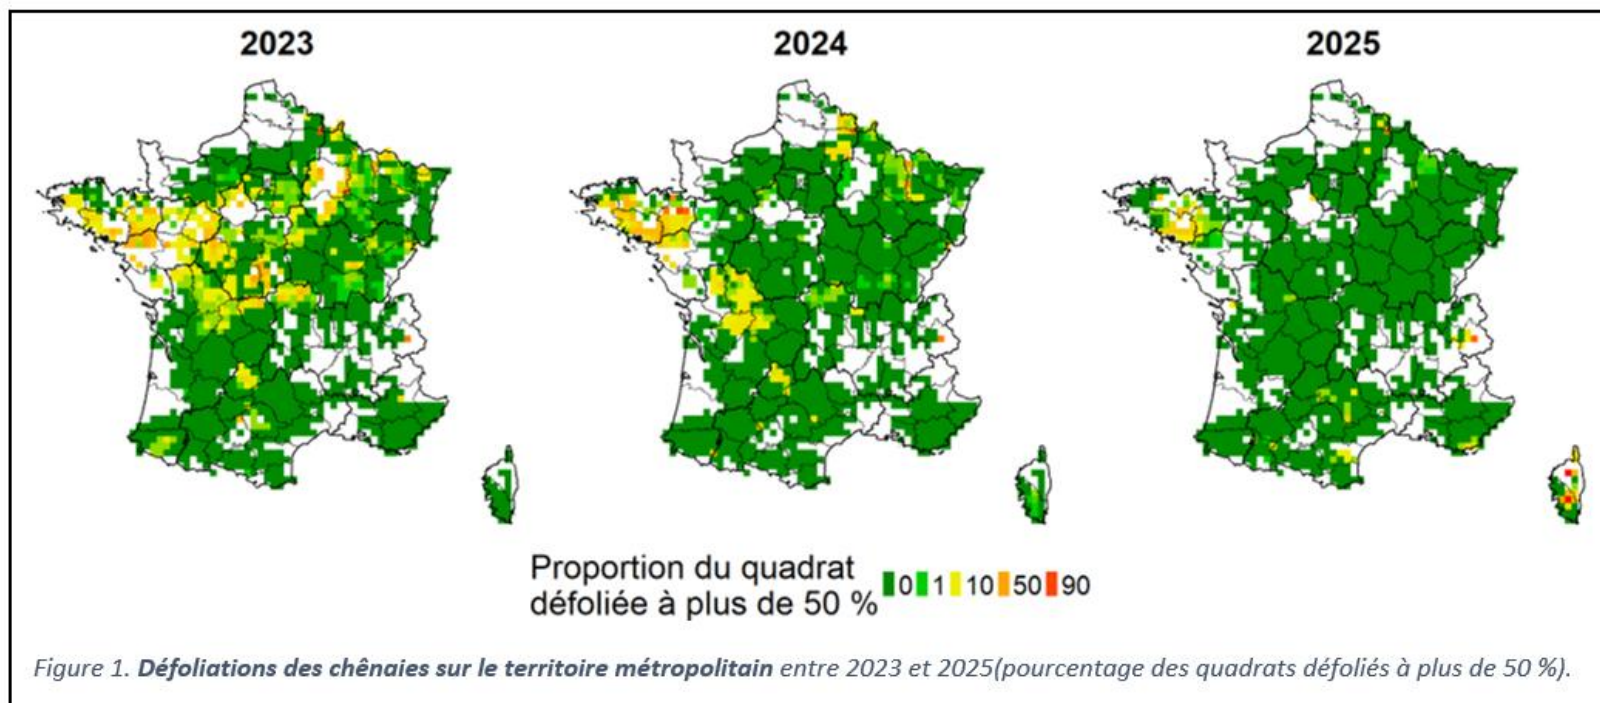 2023 2024 2025
Proportion du quadrat
défoliée à plus de 50 % 0 1 10 50 90
Figure 1. Défoliations des chênaies sur le territoire métropolitain entre 2023 et 2025(pourcentage des quadrats défoliés à plus de 50 %).